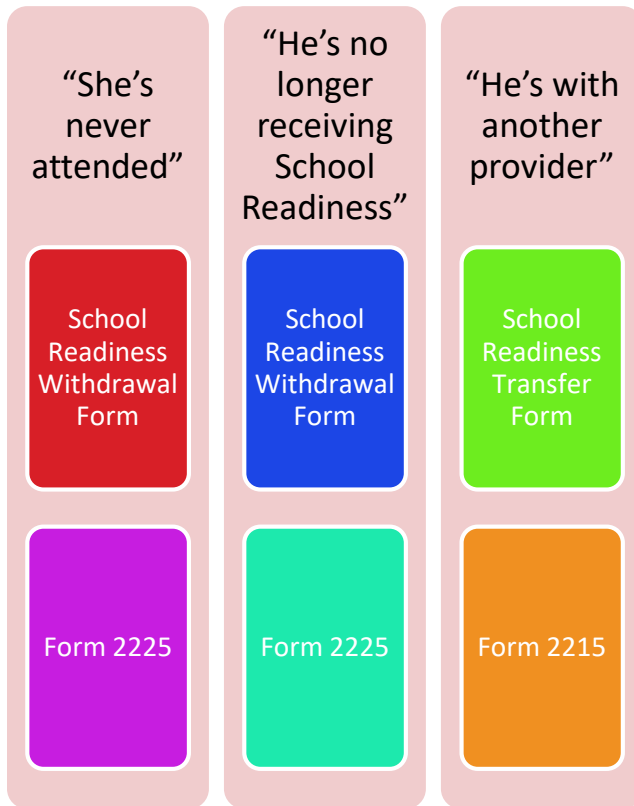 “She’s
never
attended”
School
Readiness
Withdrawal
Form
Form 2225
“He’s no
longer
receiving
School
Readiness”
School
Readiness
Withdrawal
Form
Form 2225
“He’s with
another
provider”
School
Readiness
Transfer
Form
Form 2215